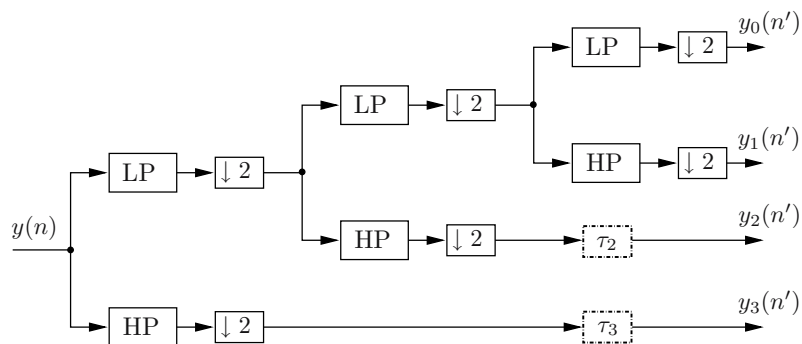 y₀(n′)
LP ↓ 2
LP ↓ 2
y₁(n′)
HP ↓ 2
LP ↓ 2
y(n)
y₂(n′)
HP ↓ 2 τ₂
y₃(n′)
HP ↓ 2 τ₃